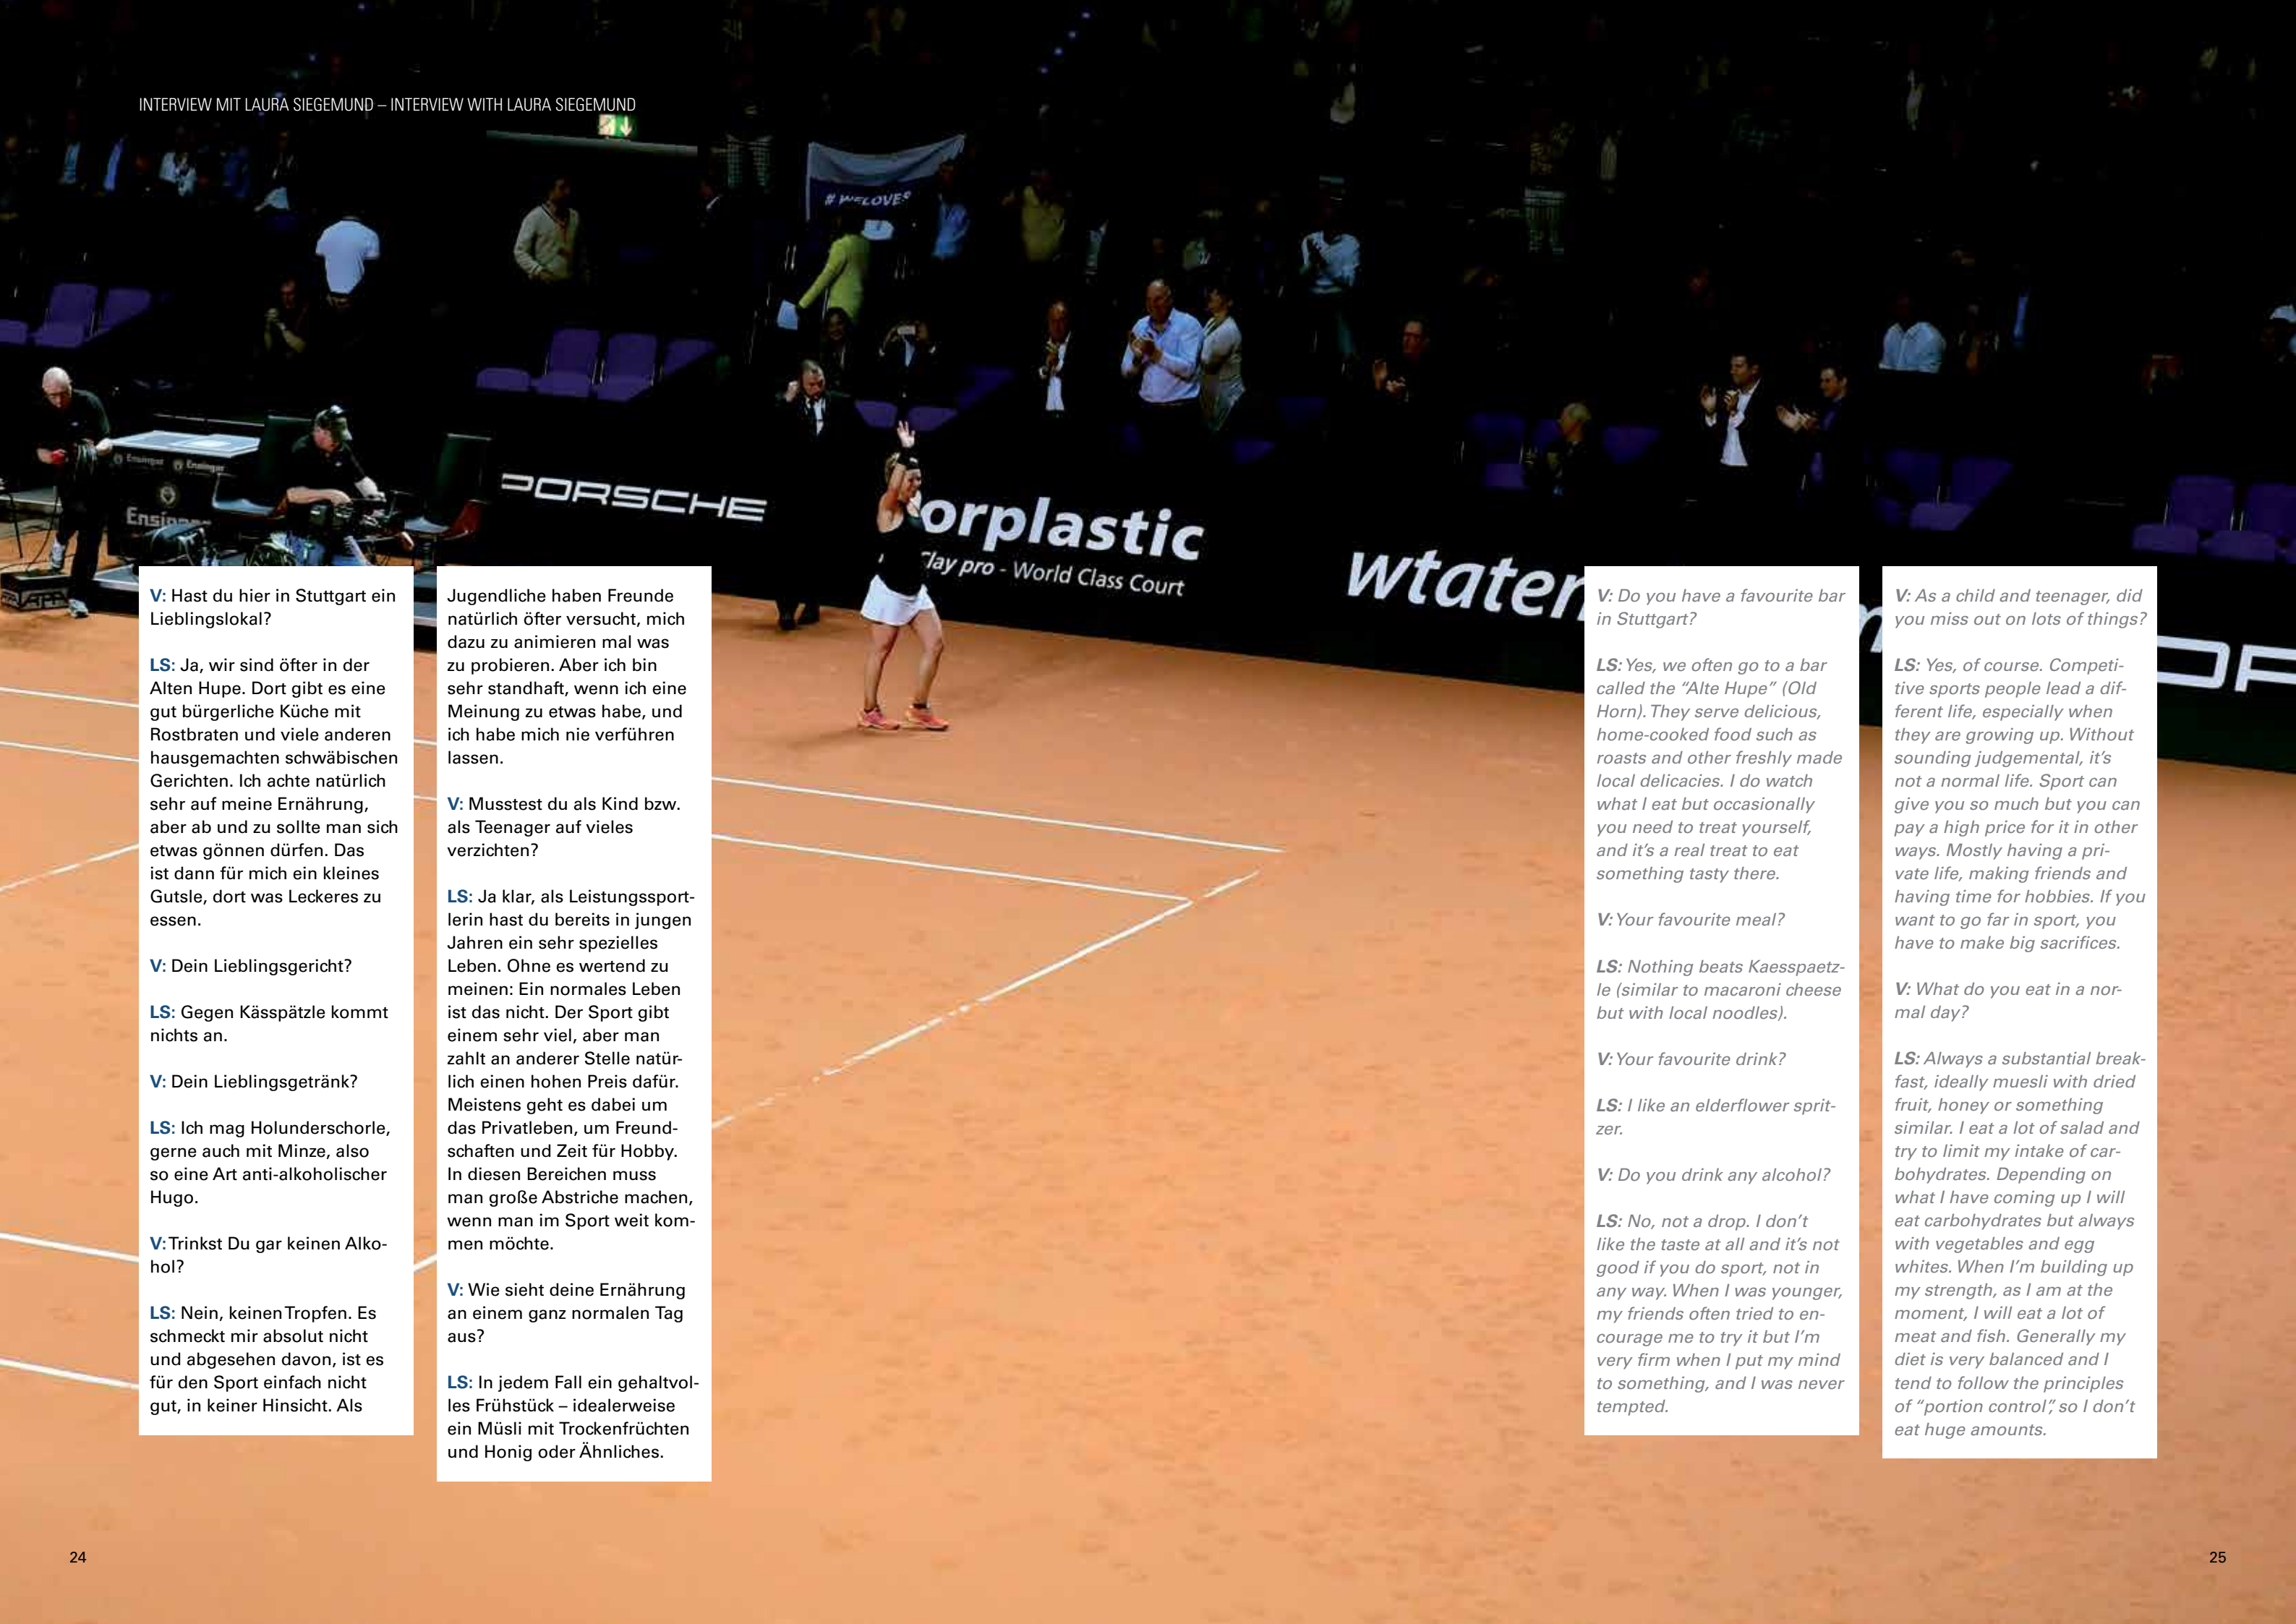 INTERVIEW MIT LAURA SIEGEMUND – INTERVIEW WITH LAURA SIEGEMUND
# WELOVE
Ensinger Ensinger
PORSCHE
orplastic
lay pro - World Class Court
V: Hast du hier in Stuttgart ein
Lieblingslokal?
LS: Ja, wir sind öfter in der
Alten Hupe. Dort gibt es eine
gut bürgerliche Küche mit
Rostbraten und viele anderen
hausgemachten schwäbischen
Gerichten. Ich achte natürlich
sehr auf meine Ernährung,
aber ab und zu sollte man sich
etwas gönnen dürfen. Das
ist dann für mich ein kleines
Gutsle, dort was Leckeres zu
essen.
V: Dein Lieblingsgericht?
LS: Gegen Kässpätzle kommt
nichts an.
V: Dein Lieblingsgetränk?
LS: Ich mag Holunderschorle,
gerne auch mit Minze, also
so eine Art anti-alkoholischer
Hugo.
V: Trinkst Du gar keinen Alko-
hol?
LS: Nein, keinen Tropfen. Es
schmeckt mir absolut nicht
und abgesehen davon, ist es
für den Sport einfach nicht
gut, in keiner Hinsicht. Als
Jugendliche haben Freunde
natürlich öfter versucht, mich
dazu zu animieren mal was
zu probieren. Aber ich bin
sehr standhaft, wenn ich eine
Meinung zu etwas habe, und
ich habe mich nie verführen
lassen.
V: Musstest du als Kind bzw.
als Teenager auf vieles
verzichten?
LS: Ja klar, als Leistungssport-
lerin hast du bereits in jungen
Jahren ein sehr spezielles
Leben. Ohne es wertend zu
meinen: Ein normales Leben
ist das nicht. Der Sport gibt
einem sehr viel, aber man
zahlt an anderer Stelle natür-
lich einen hohen Preis dafür.
Meistens geht es dabei um
das Privatleben, um Freund-
schaften und Zeit für Hobby.
In diesen Bereichen muss
man große Abstriche machen,
wenn man im Sport weit kom-
men möchte.
V: Wie sieht deine Ernährung
an einem ganz normalen Tag
aus?
LS: In jedem Fall ein gehaltvol-
les Frühstück – idealerweise
ein Müsli mit Trockenfrüchten
und Honig oder Ähnliches.
V: Do you have a favourite bar
in Stuttgart?
LS: Yes, we often go to a bar
called the “Alte Hupe” (Old
Horn). They serve delicious,
home-cooked food such as
roasts and other freshly made
local delicacies. I do watch
what I eat but occasionally
you need to treat yourself,
and it’s a real treat to eat
something tasty there.
V: Your favourite meal?
LS: Nothing beats Kaesspaetz-
le (similar to macaroni cheese
but with local noodles).
V: Your favourite drink?
LS: I like an elderflower sprit-
zer.
V: Do you drink any alcohol?
LS: No, not a drop. I don’t
like the taste at all and it’s not
good if you do sport, not in
any way. When I was younger,
my friends often tried to en-
courage me to try it but I’m
very firm when I put my mind
to something, and I was never
tempted.
V: As a child and teenager, did
you miss out on lots of things?
LS: Yes, of course. Competi-
tive sports people lead a dif-
ferent life, especially when
they are growing up. Without
sounding judgemental, it’s
not a normal life. Sport can
give you so much but you can
pay a high price for it in other
ways. Mostly having a pri-
vate life, making friends and
having time for hobbies. If you
want to go far in sport, you
have to make big sacrifices.
V: What do you eat in a nor-
mal day?
LS: Always a substantial break-
fast, ideally muesli with dried
fruit, honey or something
similar. I eat a lot of salad and
try to limit my intake of car-
bohydrates. Depending on
what I have coming up I will
eat carbohydrates but always
with vegetables and egg
whites. When I’m building up
my strength, as I am at the
moment, I will eat a lot of
meat and fish. Generally my
diet is very balanced and I
tend to follow the principles
of “portion control”, so I don’t
eat huge amounts.
24
25